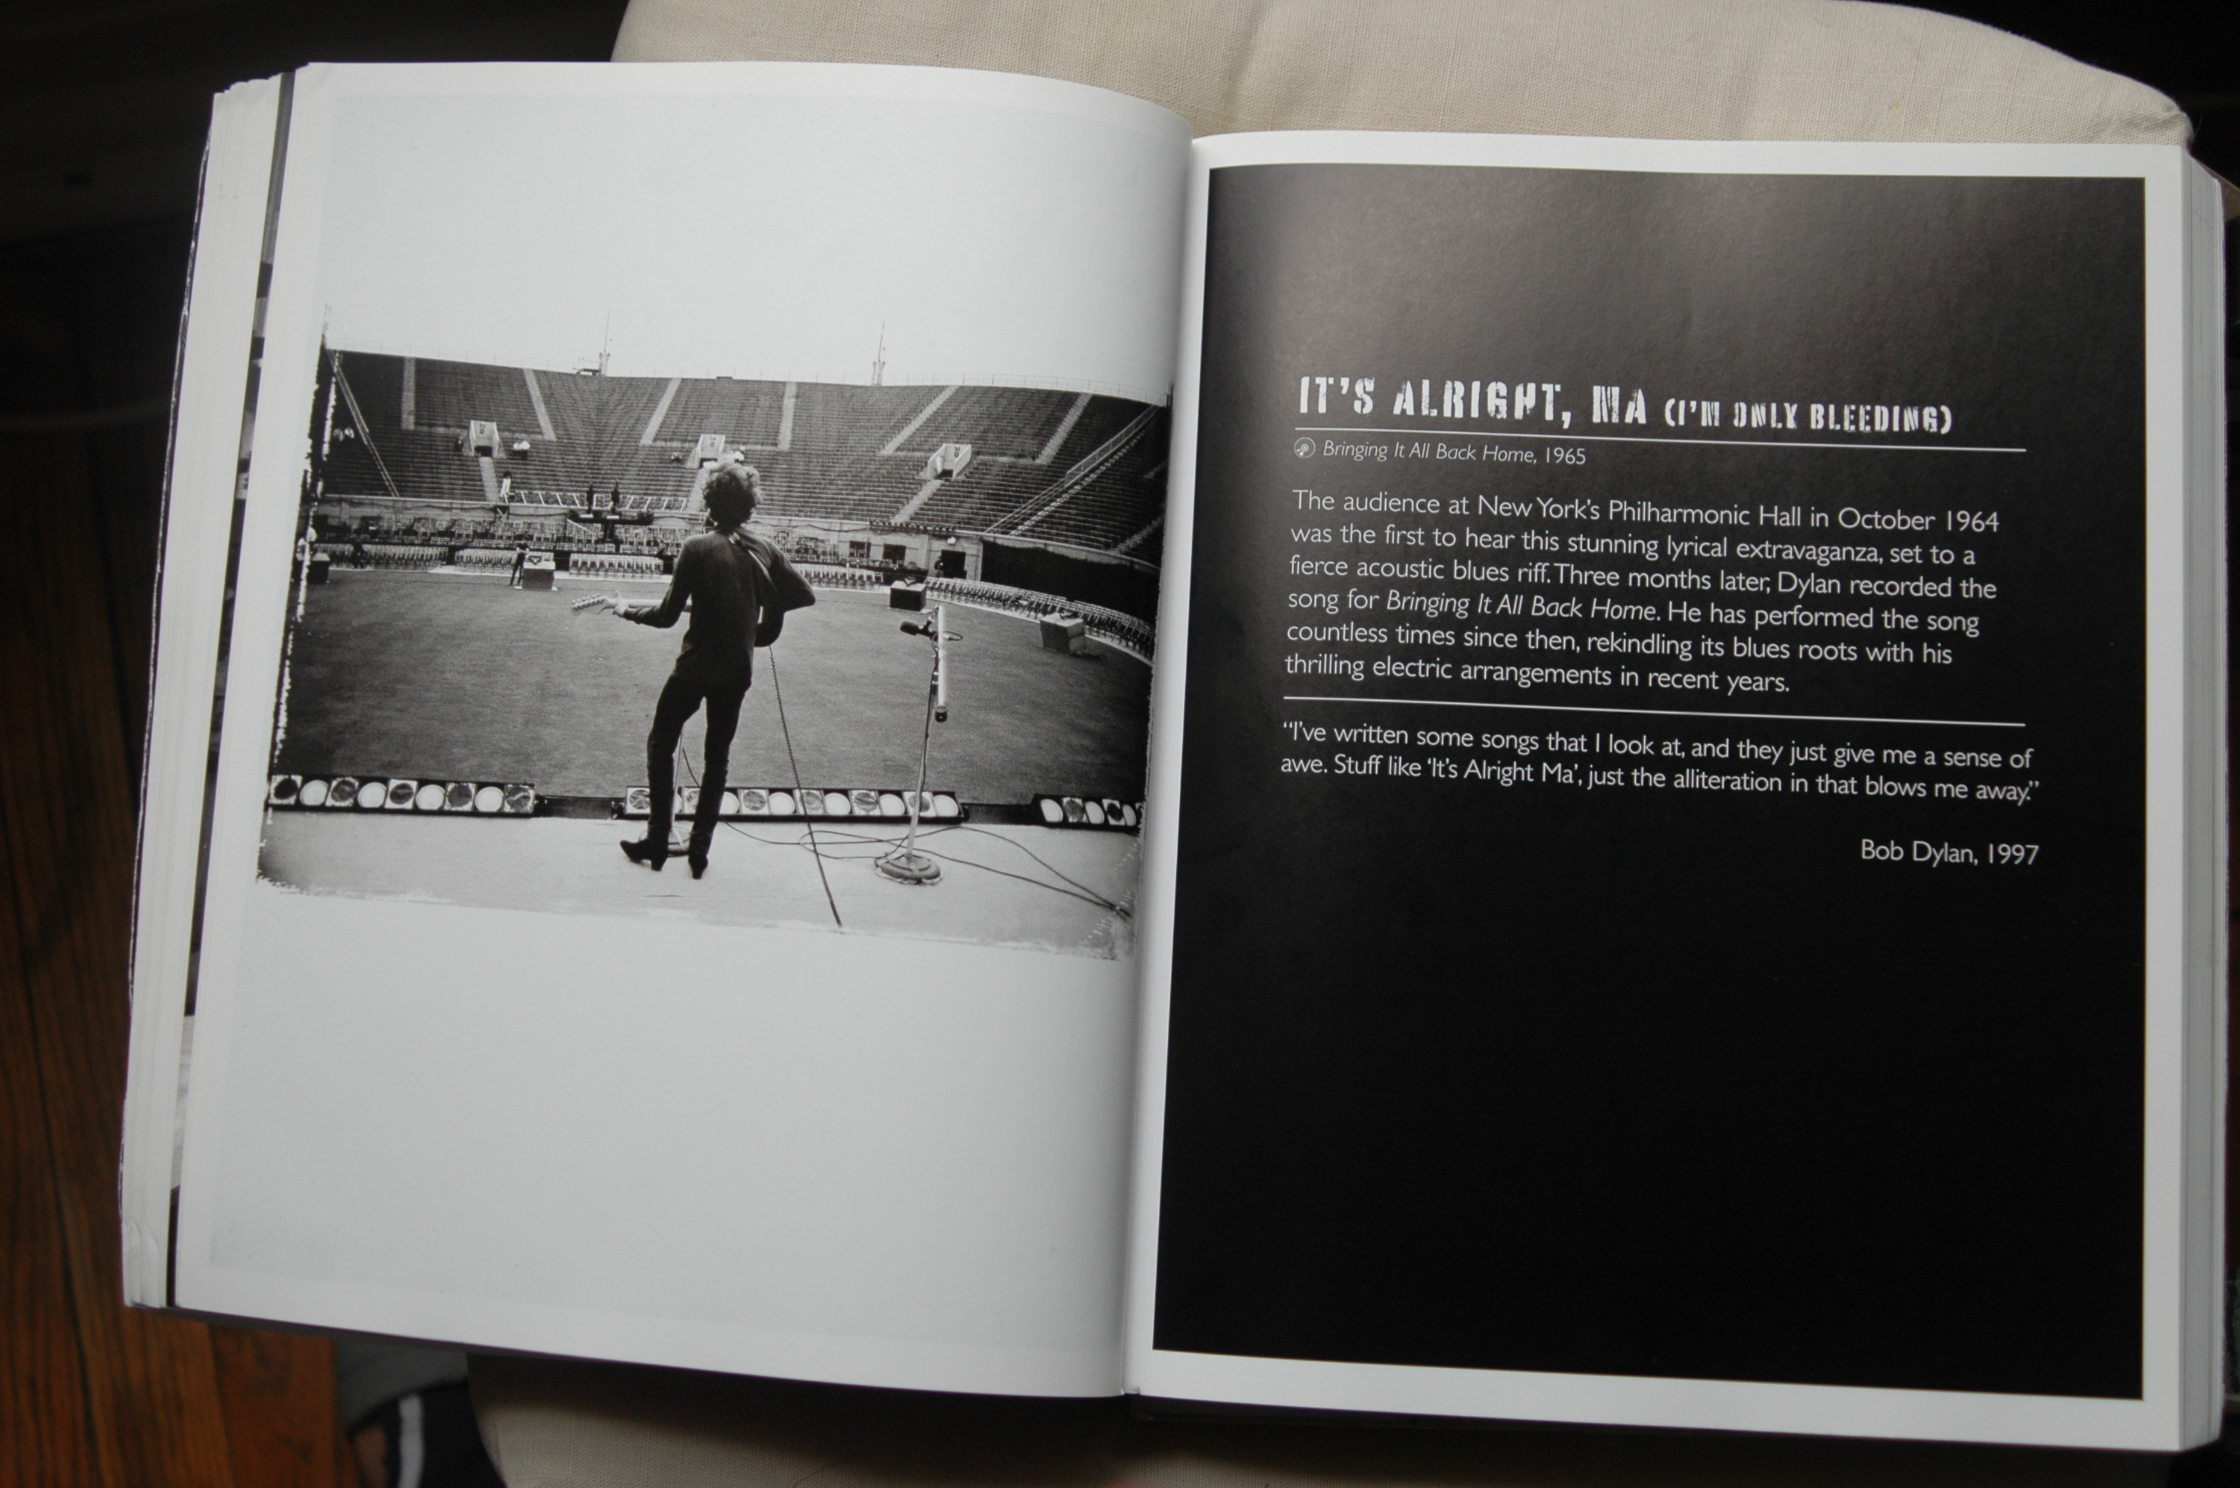 IT'S ALRIGHT, MA (I'M ONLY BLEEDING)
Bringing It All Back Home, 1965
The audience at New York's Philharmonic Hall in October 1964
was the first to hear this stunning lyrical extravaganza, set to a
fierce acoustic blues riff. Three months later, Dylan recorded the
song for Bringing It All Back Home. He has performed the song
countless times since then, rekindling its blues roots with his
thrilling electric arrangements in recent years.
“I've written some songs that I look at, and they just give me a sense of
awe. Stuff like ‘It's Alright Ma’, just the alliteration in that blows me away.”
Bob Dylan, 1997